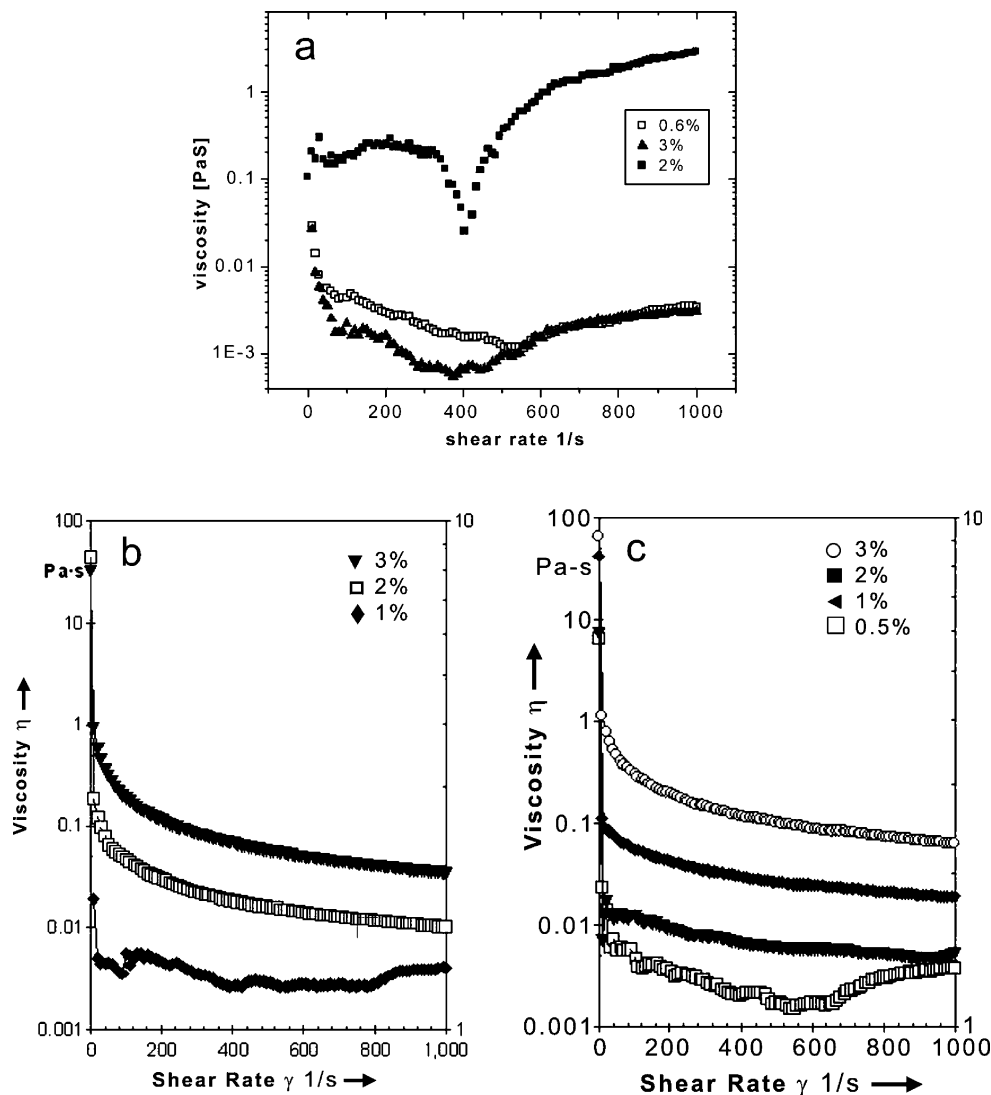 a
viscosity [PaS]
1
0.1
0.01
1E-3
0.6%
3%
2%
0 200 400 600 800 1000
shear rate 1/s
b
100
Pa·s
10
1
0.1
0.01
0.001
10
1
3%
2%
1%
Viscosity η
0 200 400 600 800 1,000
Shear Rate γ 1/s
c
100
Pa-s
10
1
0.1
0.01
0.001
10
1
3%
2%
1%
0.5%
Viscosity η
0 200 400 600 800 1000
Shear Rate γ 1/s